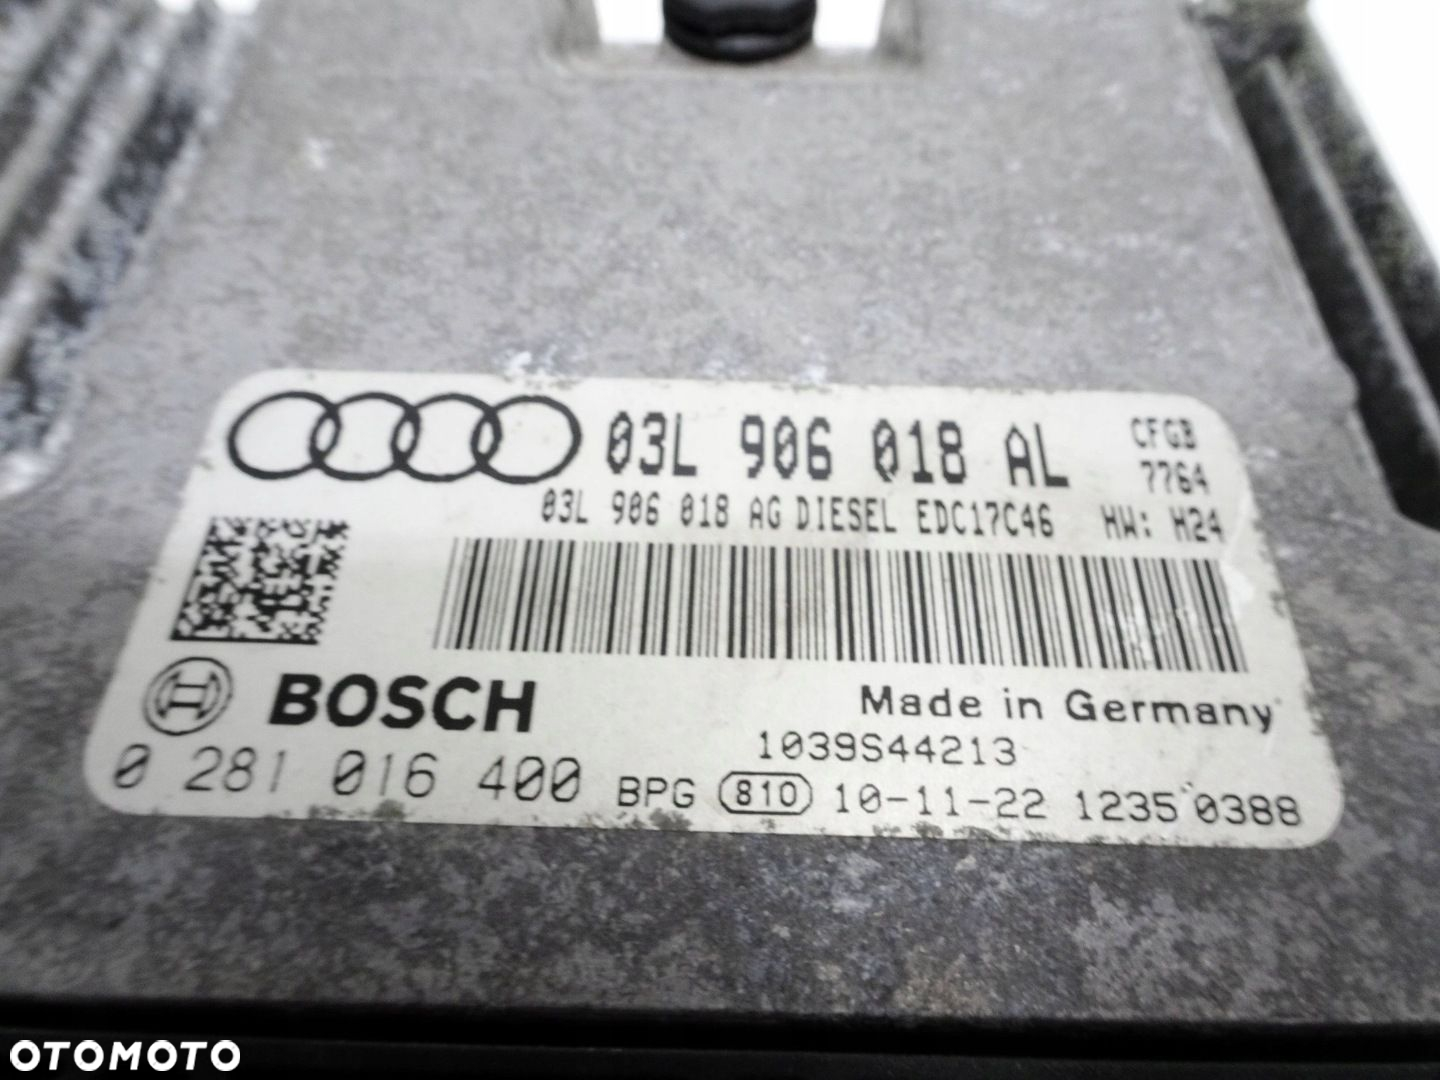 03L 906 018 AL
CFGB
7764
03L 906 018 AG DIESEL EDC17C46 HW: H24
BOSCH
Made in Germany
1039S44213
0 281 016 400 BPG 810 10-11-22 1235 0388
OTOMOTO